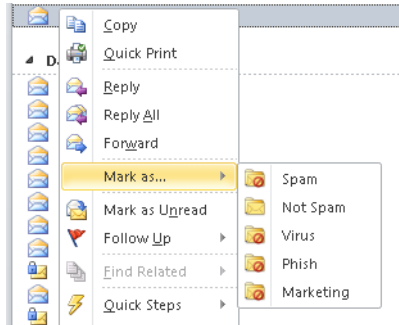 Copy
Quick Print
D
Reply
Reply All
Forward
Mark as...
Spam
Mark as Unread
Not Spam
Follow Up
Virus
Find Related
Phish
Quick Steps
Marketing